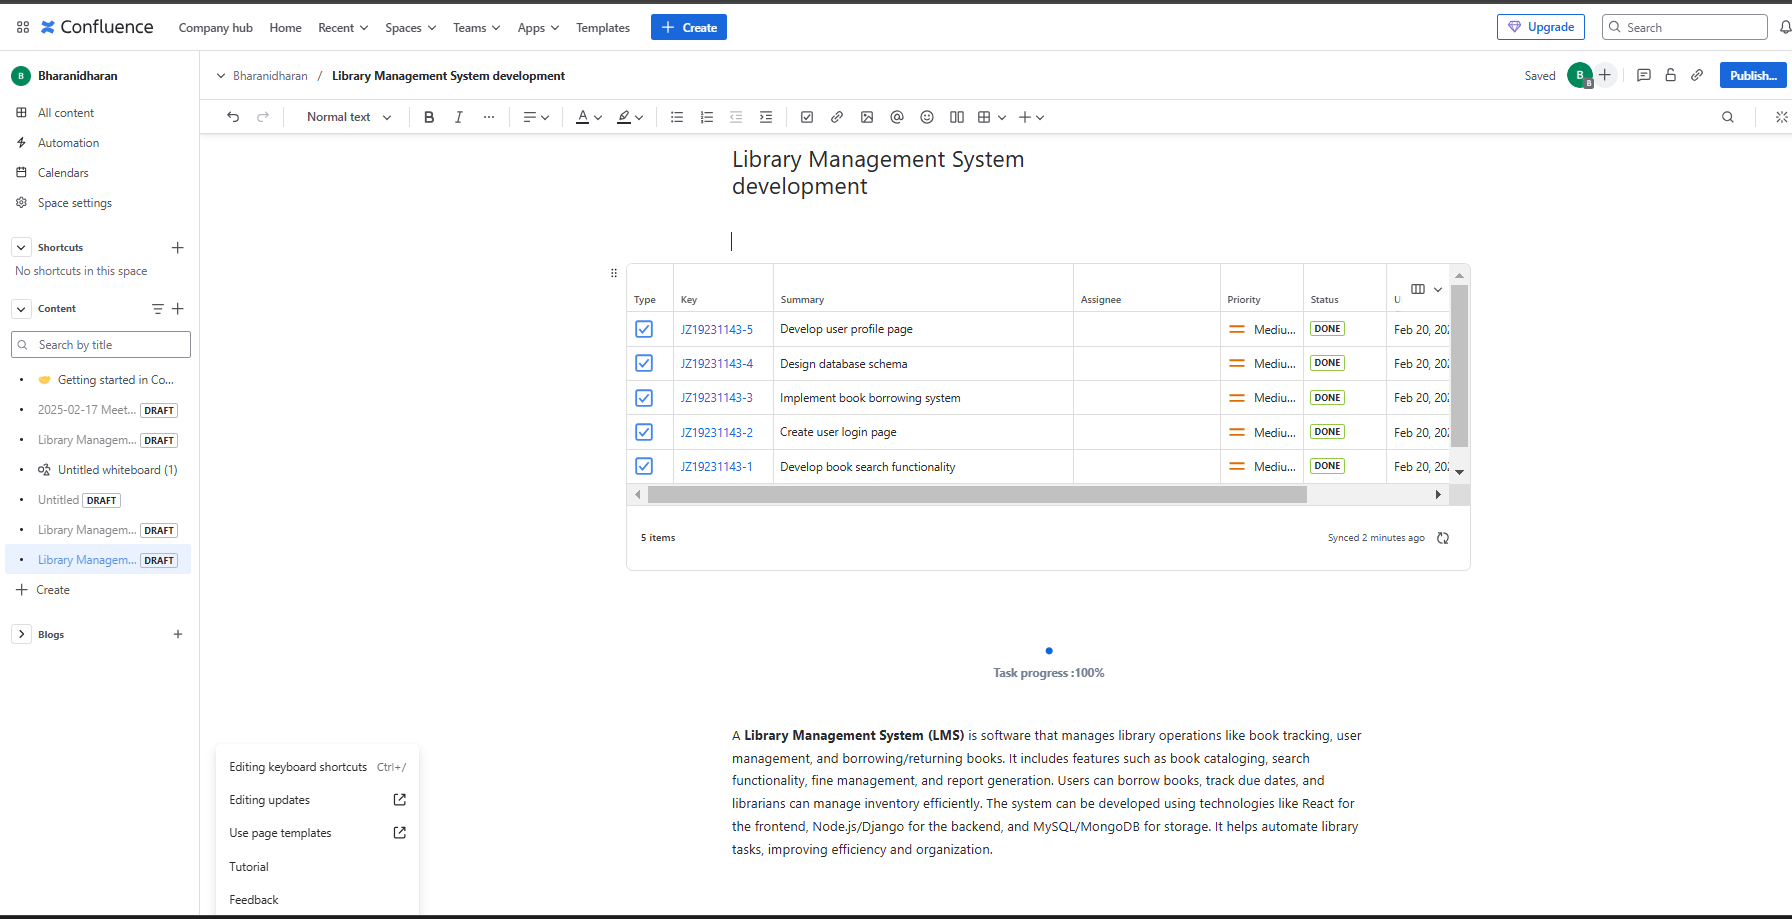 Confluence
Company hub
Home
Recent
Spaces
Teams
Apps
Templates
Create
Upgrade
Search
B Bharanidharan
All content
Automation
Calendars
Space settings
Shortcuts
No shortcuts in this space
Content
Search by title
Getting started in Co...
2025-02-17 Meet... DRAFT
Library Managem... DRAFT
Untitled whiteboard (1)
Untitled DRAFT
Library Managem... DRAFT
Library Managem... DRAFT
Create
Blogs
Bharanidharan / Library Management System development
Saved
B
B
Publish...
Normal text
B I ... A
Library Management System
development
Type Key Summary Assignee Priority Status U
JZ19231143-5 Develop user profile page Mediu... DONE Feb 20, 202
JZ19231143-4 Design database schema Mediu... DONE Feb 20, 202
JZ19231143-3 Implement book borrowing system Mediu... DONE Feb 20, 202
JZ19231143-2 Create user login page Mediu... DONE Feb 20, 202
JZ19231143-1 Develop book search functionality Mediu... DONE Feb 20, 202
5 items
Synced 2 minutes ago
Task progress :100%
A Library Management System (LMS) is software that manages library operations like book tracking, user
management, and borrowing/returning books. It includes features such as book cataloging, search
functionality, fine management, and report generation. Users can borrow books, track due dates, and
librarians can manage inventory efficiently. The system can be developed using technologies like React for
the frontend, Node.js/Django for the backend, and MySQL/MongoDB for storage. It helps automate library
tasks, improving efficiency and organization.
Editing keyboard shortcuts Ctrl+/
Editing updates
Use page templates
Tutorial
Feedback